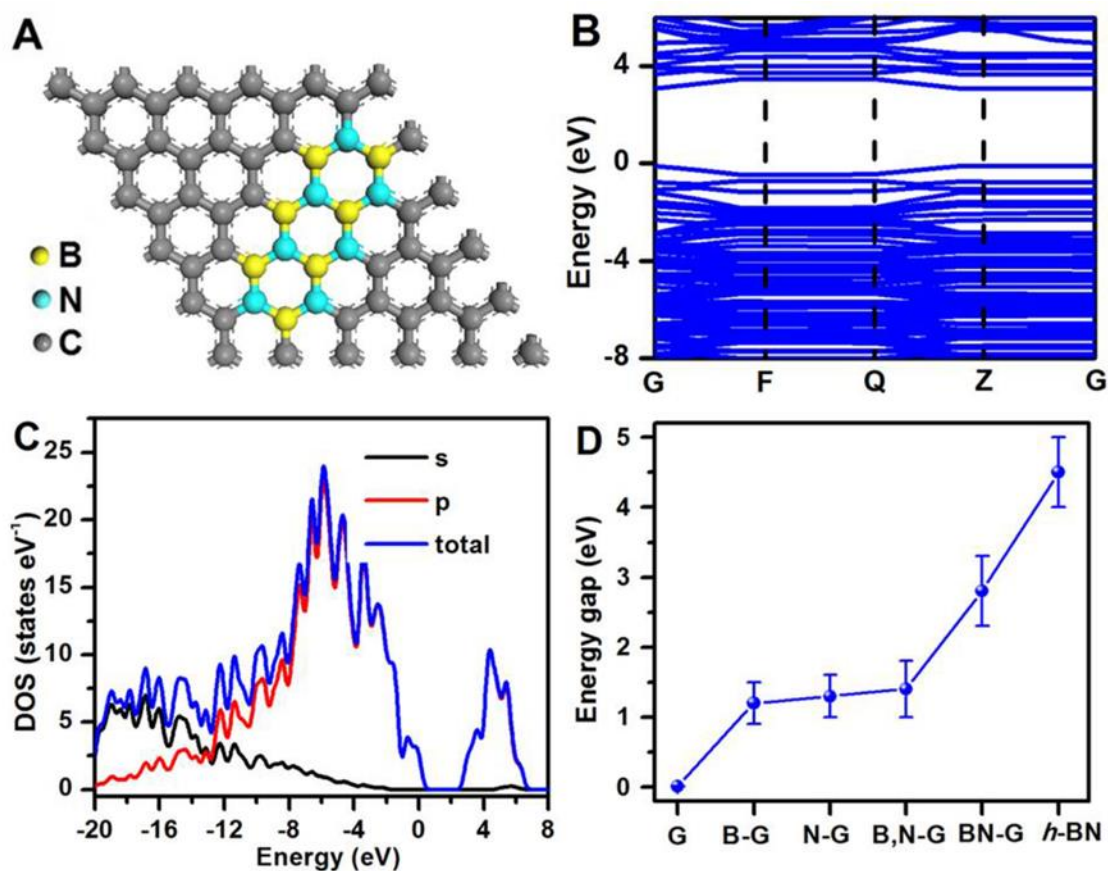 A
B
N
C
B
Energy (eV)
4
0
-4
-8
G F Q Z G
C
DOS (states eV⁻¹)
25
20
15
10
5
0
s
p
total
-20 -16 -12 -8 -4 0 4 8
Energy (eV)
D
Energy gap (eV)
5
4
3
2
1
0
G B-G N-G B,N-G BN-G h-BN